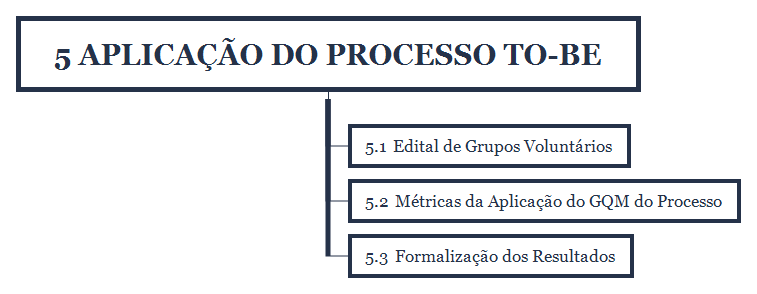 5 APLICAÇÃO DO PROCESSO TO-BE
5.1 Edital de Grupos Voluntários
5.2 Métricas da Aplicação do GQM do Processo
5.3 Formalização dos Resultados